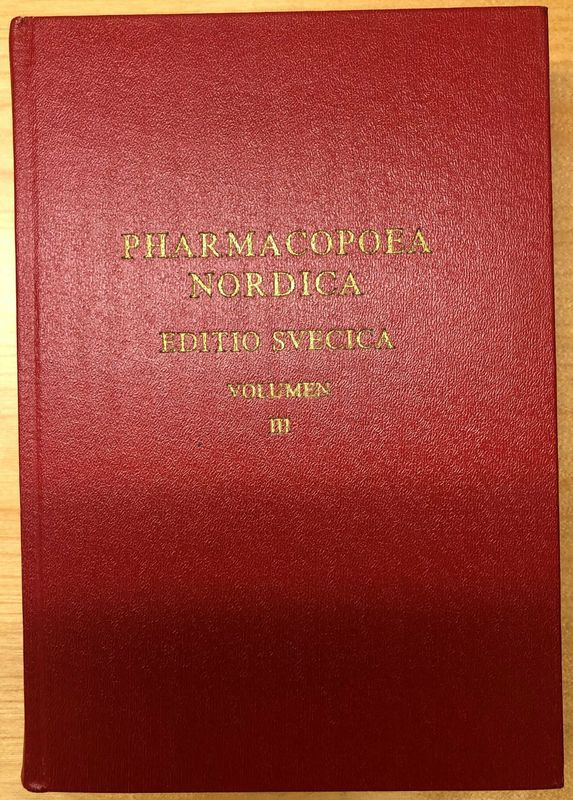 PHARMACOPOEA
NORDICA
EDITIO SVECICA
VOLUMEN
III